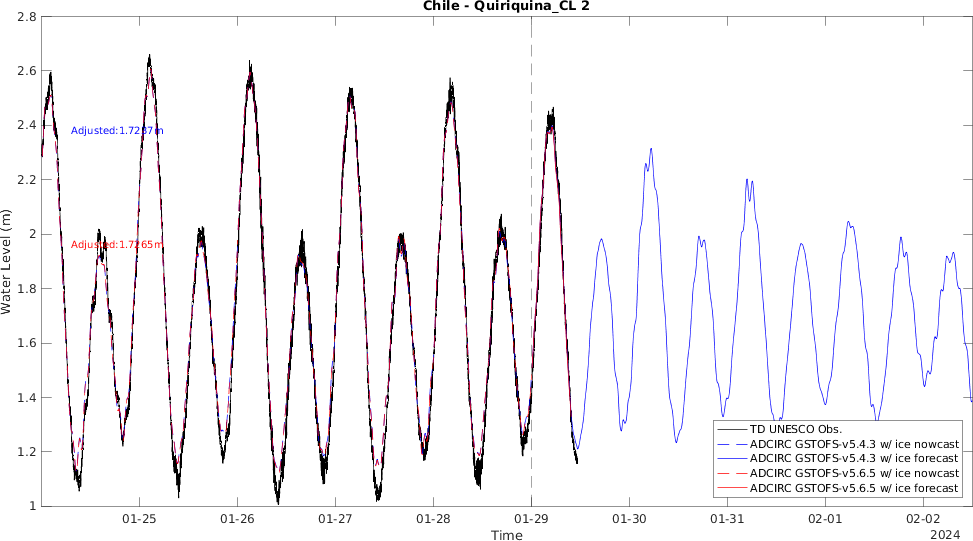 Chile - Quiriquina_CL 2
2.8
2.6
2.4
2.2
2
1.8
1.6
1.4
1.2
1
Water Level (m)
Adjusted:1.7237m
Adjusted:1.7265m
TD UNESCO Obs.
ADCIRC GSTOFS-v5.4.3 w/ ice nowcast
ADCIRC GSTOFS-v5.4.3 w/ ice forecast
ADCIRC GSTOFS-v5.6.5 w/ ice nowcast
ADCIRC GSTOFS-v5.6.5 w/ ice forecast
01-25 01-26 01-27 01-28 01-29 01-30 01-31 02-01 02-02
Time
2024